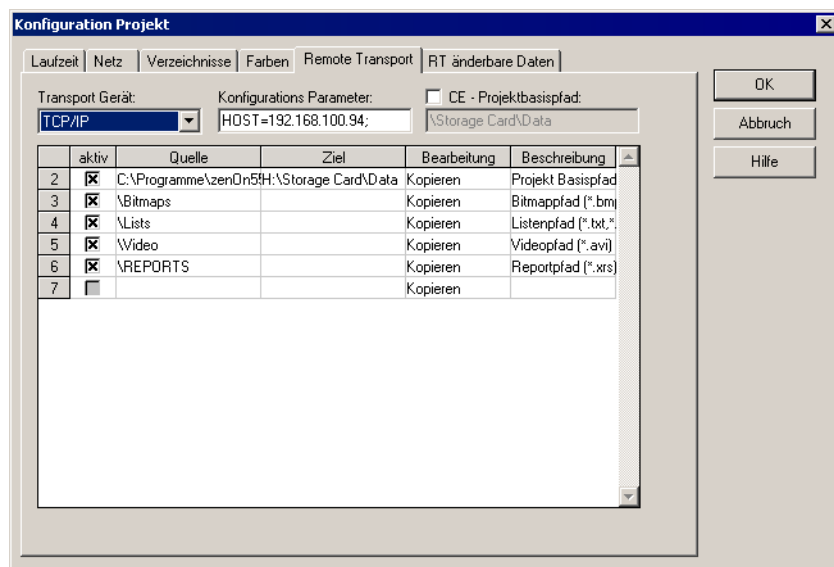 Konfiguration Projekt
Laufzeit Netz Verzeichnisse Farben Remote Transport RT änderbare Daten
OK
Abbruch
Hilfe
Transport Gerät: Konfigurations Parameter: CE - Projektbasispfad:
TCP/IP HOST=192.168.100.94; \Storage Card\Data
aktiv Quelle Ziel Bearbeitung Beschreibung
2 C:\Programme\zenOn5 H:\Storage Card\Data Kopieren Projekt Basispfad
3 \Bitmaps Kopieren Bitmappfad (*.bm
4 \Lists Kopieren Listenpfad (*.txt,*.
5 \Video Kopieren Videopfad (*.avi)
6 \REPORTS Kopieren Reportpfad (*.xrs)
7 Kopieren